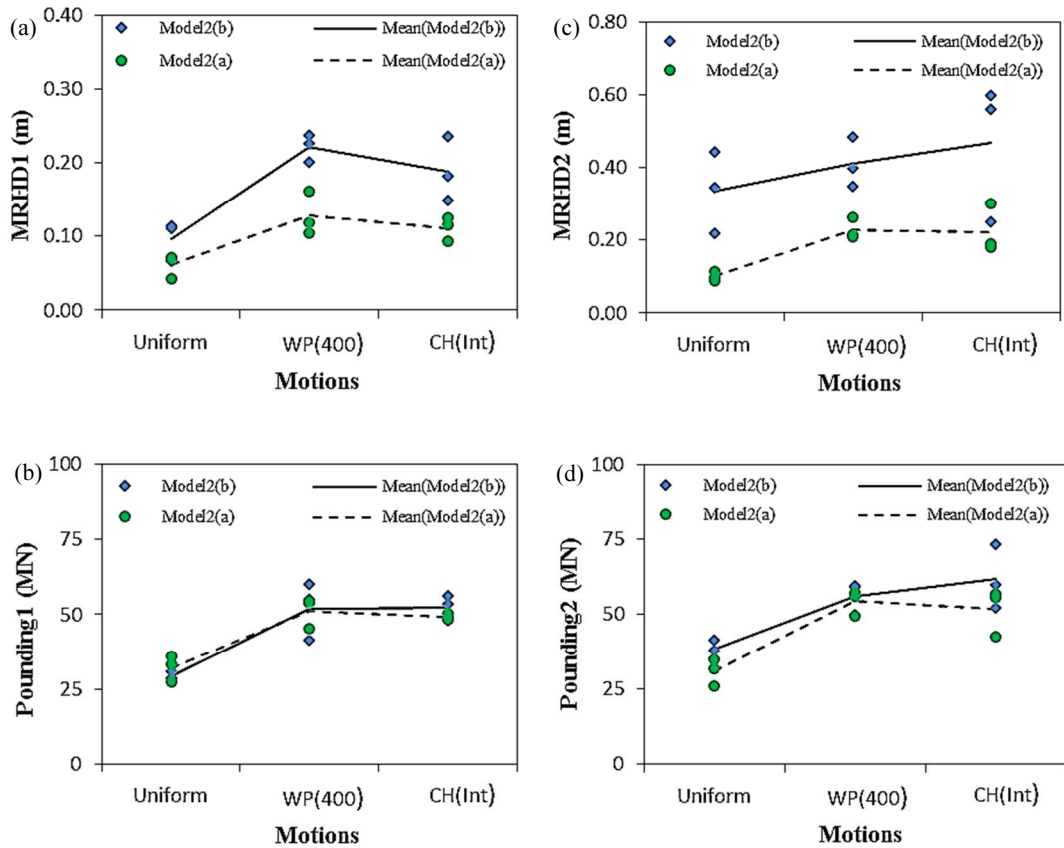 (a)
0.40
0.30
0.20
0.10
0.00
MRHD1 (m)
Model2(b)
Mean(Model2(b))
Model2(a)
Mean(Model2(a))
Uniform
WP(400)
CH(Int)
Motions
(c)
0.80
0.60
0.40
0.20
0.00
MRHD2 (m)
Model2(b)
Mean(Model2(b))
Model2(a)
Mean(Model2(a))
Uniform
WP(400)
CH(Int)
Motions
(b)
100
75
50
25
0
Pounding1 (MN)
Model2(b)
Mean(Model2(b))
Model2(a)
Mean(Model2(a))
Uniform
WP(400)
CH(Int)
Motions
(d)
100
75
50
25
0
Pounding2 (MN)
Model2(b)
Mean(Model2(b))
Model2(a)
Mean(Model2(a))
Uniform
WP(400)
CH(Int)
Motions